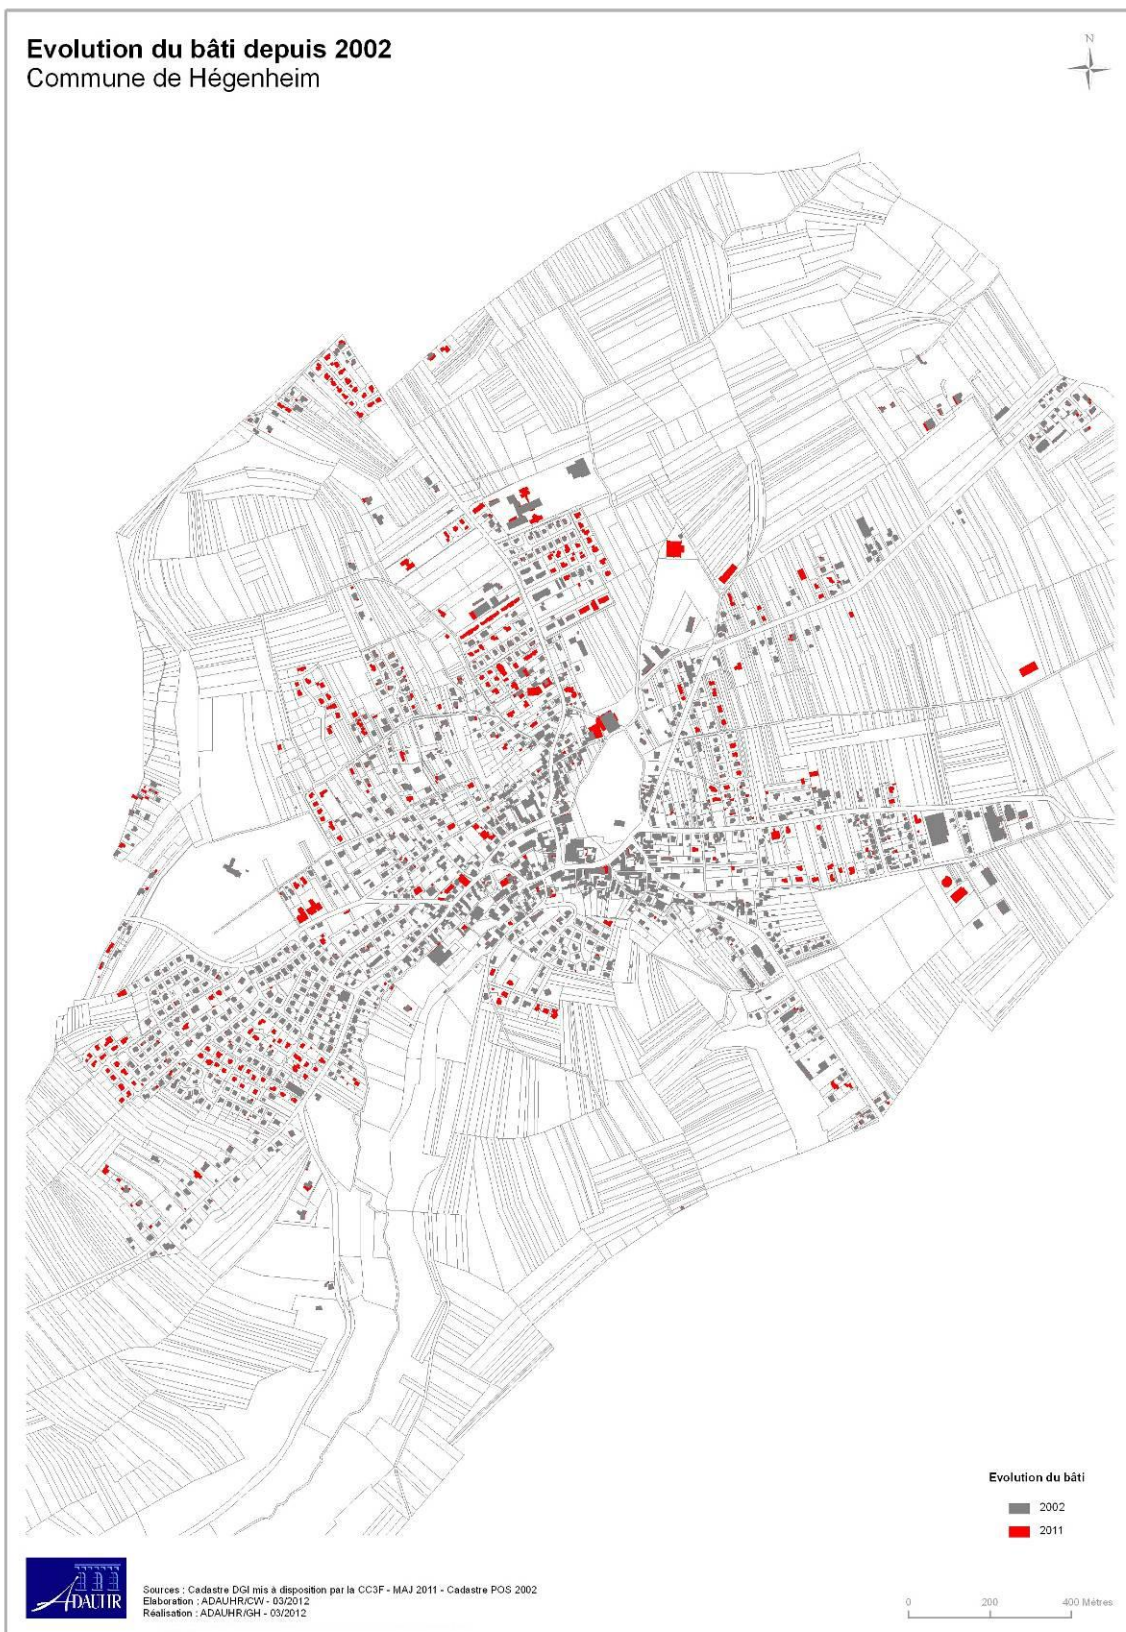 Evolution du bâti depuis 2002
Commune de Hégenheim
N
Evolution du bâti
2002
2011
ADAUHR
Sources : Cadastre DGI mis à disposition par la CC3F - MAJ 2011 - Cadastre POS 2002
Elaboration : ADAUHR/CW - 03/2012
Réalisation : ADAUHR/GH - 03/2012
0 200 400 Mètres